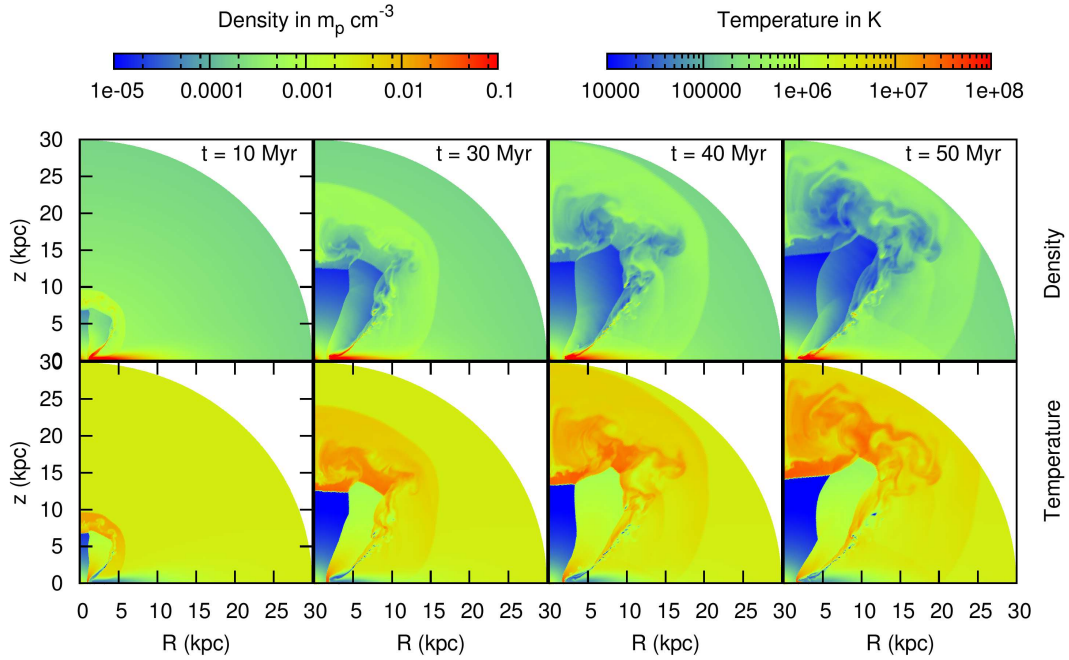 Density in m_p cm^-3 Temperature in K
1e-05 0.0001 0.001 0.01 0.1 10000 100000 1e+06 1e+07 1e+08
t = 10 Myr t = 30 Myr t = 40 Myr t = 50 Myr
30
25
20
15
10
5
0
z (kpc)
Density
30
25
20
15
10
5
0
z (kpc)
Temperature
0 5 10 15 20 25 30 5 10 15 20 25 30 5 10 15 20 25 30 5 10 15 20 25 30
R (kpc) R (kpc) R (kpc) R (kpc)